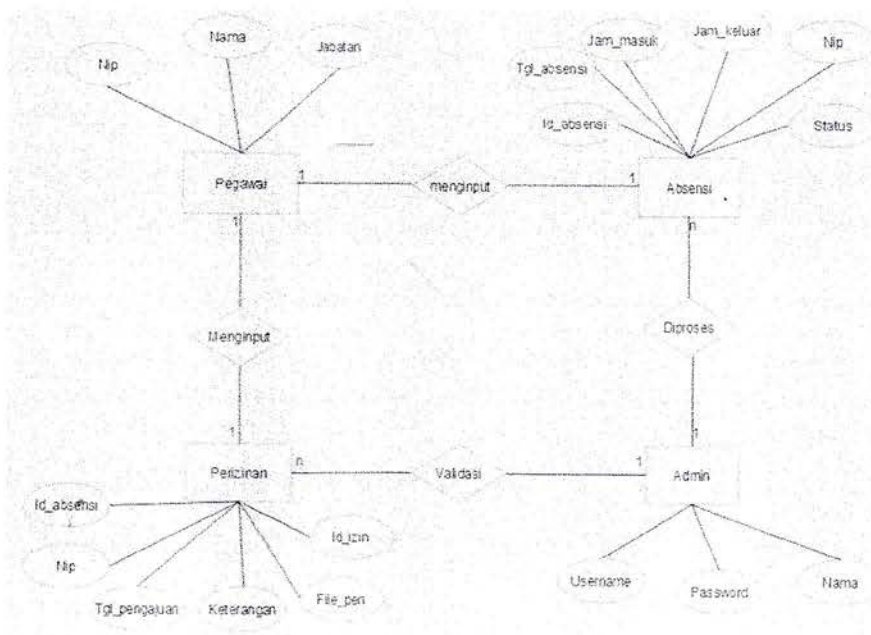 Nama
Jabatan
Nip
Jam_masuk
Jam_keluar
Nip
Tgl_absensi
Id_absensi
Status
Pegawai
1
menginput
1
Absensi
1
n
Menginput
Diproses
1
1
Perizinan
n
Validasi
1
Admin
Id_absensi
Id_izin
Nip
Tgl_pengajuan
Keterangan
File_peri
Username
Password
Nama